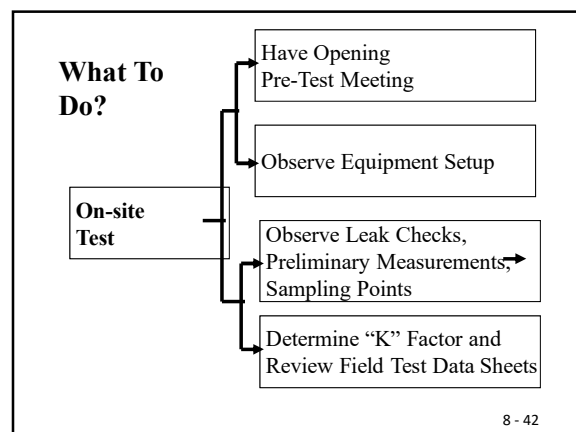 What To
Do?
Have Opening
Pre-Test Meeting
Observe Equipment Setup
On-site
Test
Observe Leak Checks,
Preliminary Measurements,
Sampling Points
Determine “K” Factor and
Review Field Test Data Sheets
8 - 42